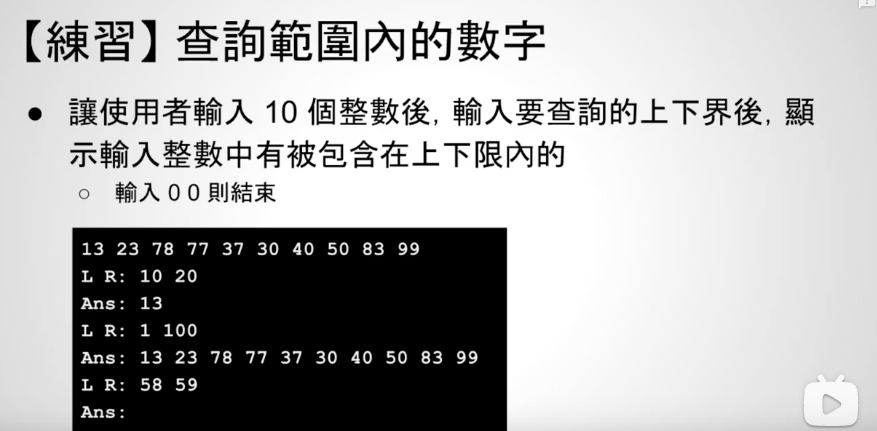 【練習】查詢範圍內的數字
● 讓使用者輸入 10 個整數後, 輸入要查詢的上下界後, 顯
示輸入整數中有被包含在上下限內的
○ 輸入 0 0 則結束
13 23 78 77 37 30 40 50 83 99
L R: 10 20
Ans: 13
L R: 1 100
Ans: 13 23 78 77 37 30 40 50 83 99
L R: 58 59
Ans: